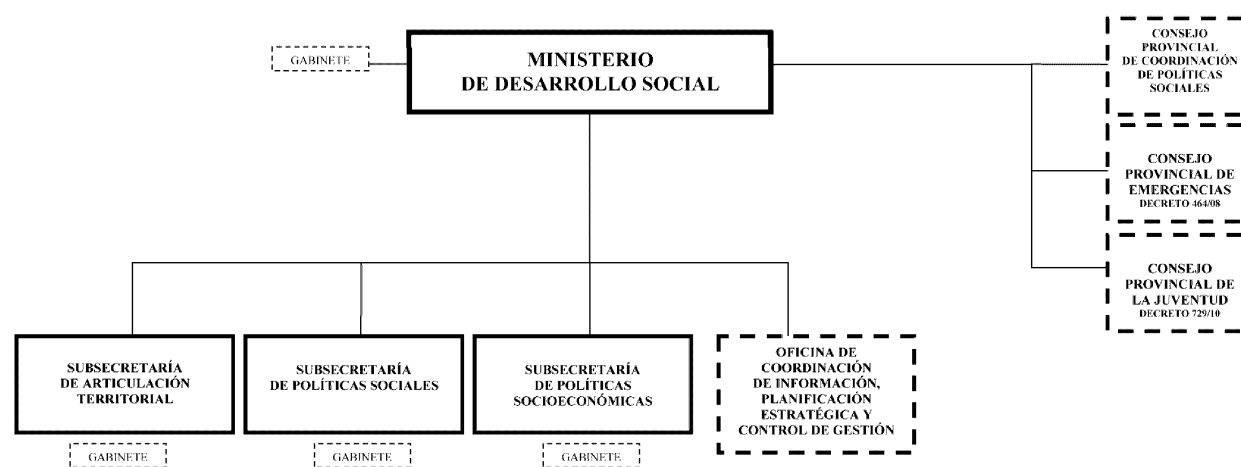 GABINETE
MINISTERIO
DE DESARROLLO SOCIAL
CONSEJO
PROVINCIAL
DE COORDINACIÓN
DE POLÍTICAS
SOCIALES
CONSEJO
PROVINCIAL DE
EMERGENCIAS
DECRETO 464/08
CONSEJO
PROVINCIAL DE
LA JUVENTUD
DECRETO 729/10
SUBSECRETARÍA
DE ARTICULACIÓN
TERRITORIAL
SUBSECRETARÍA
DE POLÍTICAS SOCIALES
SUBSECRETARÍA
DE POLÍTICAS
SOCIOECONÓMICAS
OFICINA DE
COORDINACIÓN
DE INFORMACIÓN,
PLANIFICACIÓN
ESTRATÉGICA Y
CONTROL DE GESTIÓN
GABINETE
GABINETE
GABINETE